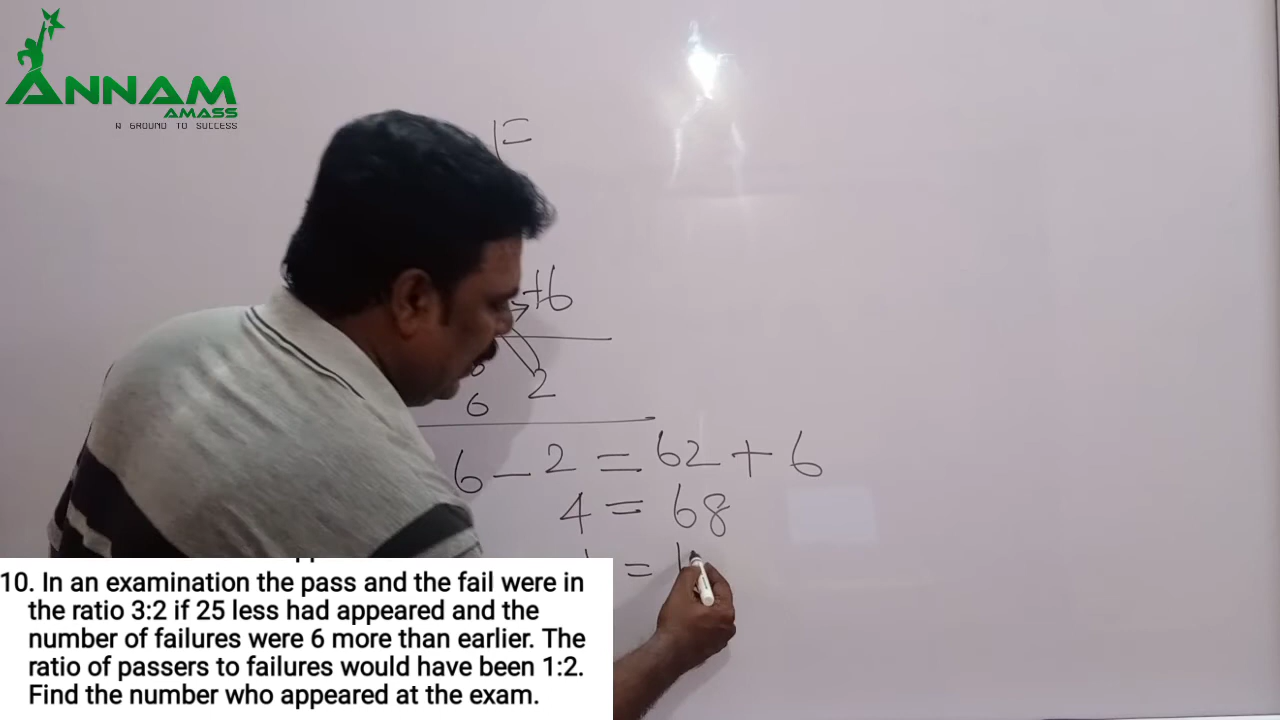 ANNAM
AMASS
A GROUND TO SUCCESS
=
+6
2
6
6 - 2 = 62 + 6
4 = 68
=
10. In an examination the pass and the fail were in
the ratio 3:2 if 25 less had appeared and the
number of failures were 6 more than earlier. The
ratio of passers to failures would have been 1:2.
Find the number who appeared at the exam.